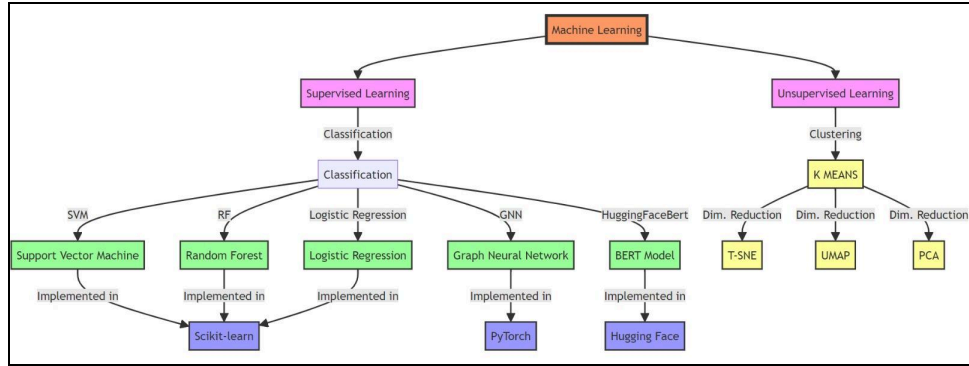 Machine Learning
Supervised Learning
Unsupervised Learning
Classification
Clustering
Classification
K MEANS
SVM
RF
Logistic Regression
GNN
HuggingFaceBert
Dim. Reduction
Dim. Reduction
Dim. Reduction
Support Vector Machine
Random Forest
Logistic Regression
Graph Neural Network
BERT Model
T-SNE
UMAP
PCA
Implemented in
Implemented in
Implemented in
Implemented in
Implemented in
Scikit-learn
PyTorch
Hugging Face